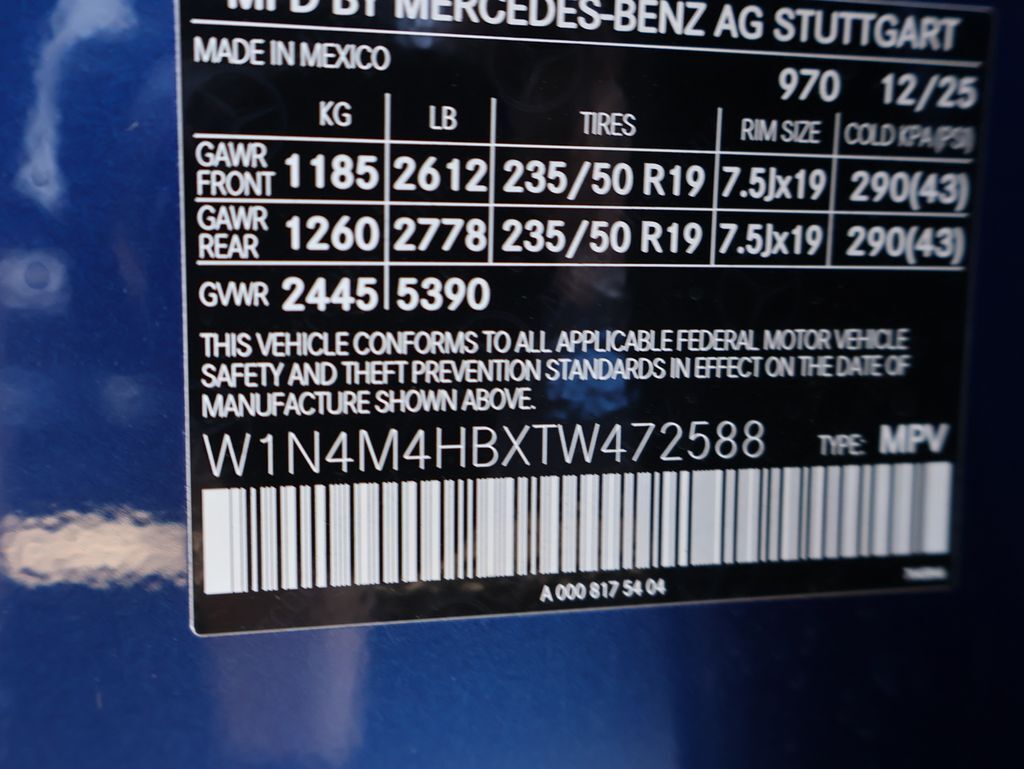 MFD BY MERCEDES-BENZ AG STUTTGART
MADE IN MEXICO
970 12/25
KG LB TIRES RIM SIZE COLD KPA(PSI)
GAWR FRONT 1185 2612 235/50 R19 7.5Jx19 290(43)
GAWR REAR 1260 2778 235/50 R19 7.5Jx19 290(43)
GVWR 2445 5390
THIS VEHICLE CONFORMS TO ALL APPLICABLE FEDERAL MOTOR VEHICLE
SAFETY AND THEFT PREVENTION STANDARDS IN EFFECT ON THE DATE OF
MANUFACTURE SHOWN ABOVE.
W1N4M4HBXTW472588 TYPE: MPV
A 000 817 54 04